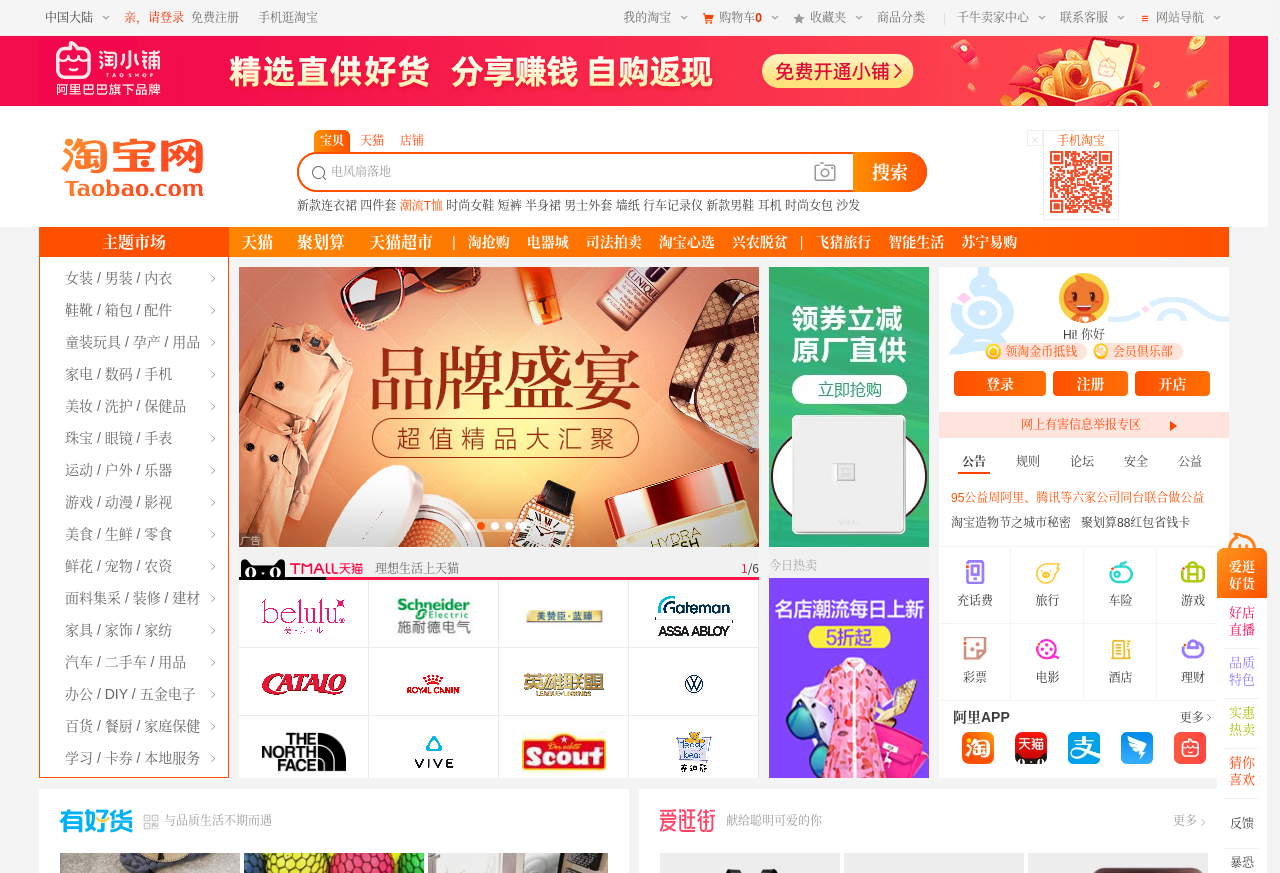 中国大陆 亲，请登录 免费注册 手机逛淘宝 我的淘宝 购物车0 收藏夹 商品分类 千牛卖家中心 联系客服 网站导航
淘小铺
TAOSHOP
阿里巴巴旗下品牌
精选直供好货 分享赚钱 自购返现 免费开通小铺
宝贝 天猫 店铺
电风扇落地 搜索
新款连衣裙 四件套 潮流T恤 时尚女鞋 短裤 半身裙 男士外套 墙纸 行车记录仪 新款男鞋 耳机 时尚女包 沙发
手机淘宝
淘宝网
Taobao.com
主题市场 天猫 聚划算 天猫超市 | 淘抢购 电器城 司法拍卖 淘宝心选 兴农脱贫 | 飞猪旅行 智能生活 苏宁易购
女装 / 男装 / 内衣
鞋靴 / 箱包 / 配件
童装玩具 / 孕产 / 用品
家电 / 数码 / 手机
美妆 / 洗护 / 保健品
珠宝 / 眼镜 / 手表
运动 / 户外 / 乐器
游戏 / 动漫 / 影视
美食 / 生鲜 / 零食
鲜花 / 宠物 / 农资
面料集采 / 装修 / 建材
家具 / 家饰 / 家纺
汽车 / 二手车 / 用品
办公 / DIY / 五金电子
百货 / 餐厨 / 家庭保健
学习 / 卡券 / 本地服务
品牌盛宴
超值精品大汇聚
HYDRA
广告
TMALL天猫 理想生活上天猫 1/6
belulu
美·ルル
Schneider
Electric
施耐德电气
美赞臣·蓝臻
Gateman
ASSA ABLOY
CATALO
ROYAL CANIN
英雄联盟
LEAGUE of LEGENDS
THE
NORTH
FACE
VIVE
Der echte
Scout
领券立减
原厂直供
立即抢购
今日热卖
名店潮流每日上新
5折起
Hi! 你好
领淘金币抵钱 会员俱乐部
登录 注册 开店
网上有害信息举报专区
公告 规则 论坛 安全 公益
95公益周阿里、腾讯等六家公司同台联合做公益
淘宝造物节之城市秘密 聚划算88红包省钱卡
充话费 旅行 车险 游戏
彩票 电影 酒店 理财
阿里APP 更多
淘 天猫 支
爱逛
好货
好店
直播
品质
特色
实惠
热卖
猜你
喜欢
反馈
暴恐
有好货 与品质生活不期而遇
爱逛街 献给聪明可爱的你 更多